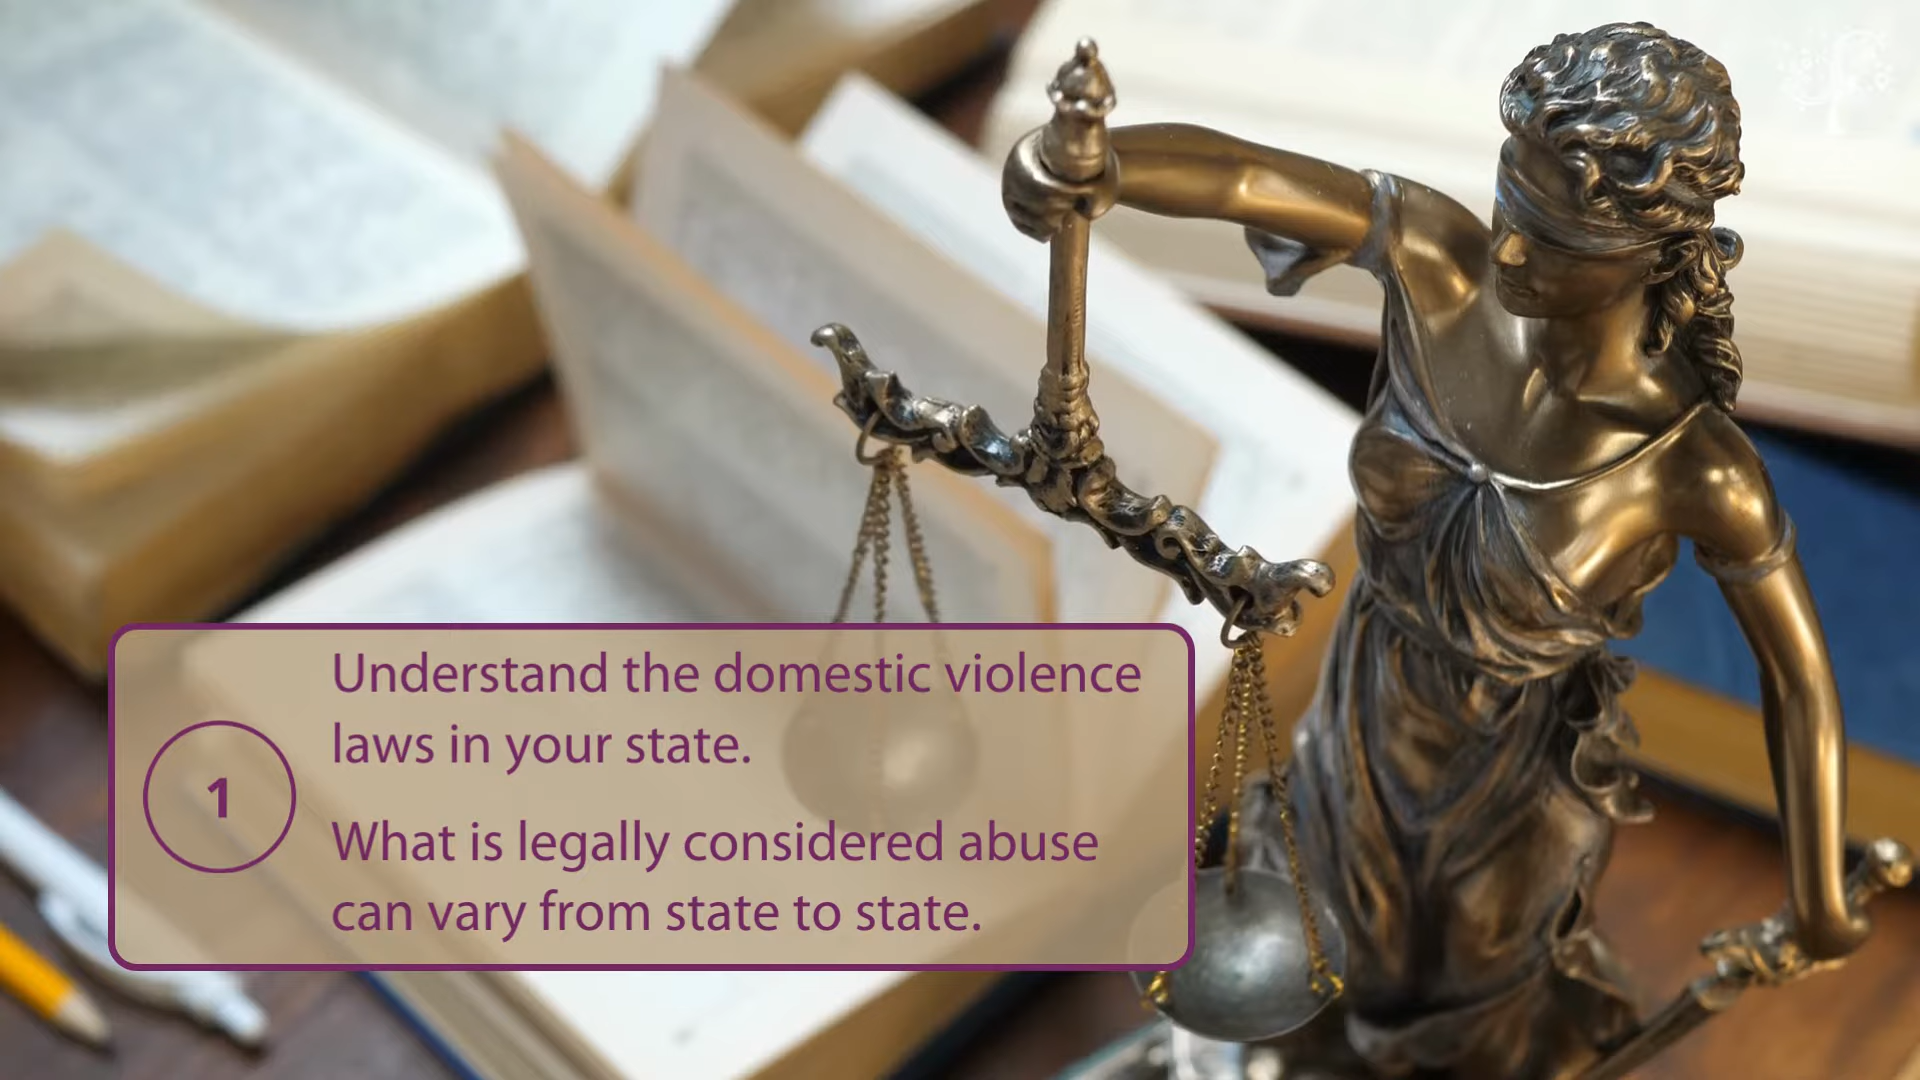 1
Understand the domestic violence
laws in your state.
What is legally considered abuse
can vary from state to state.